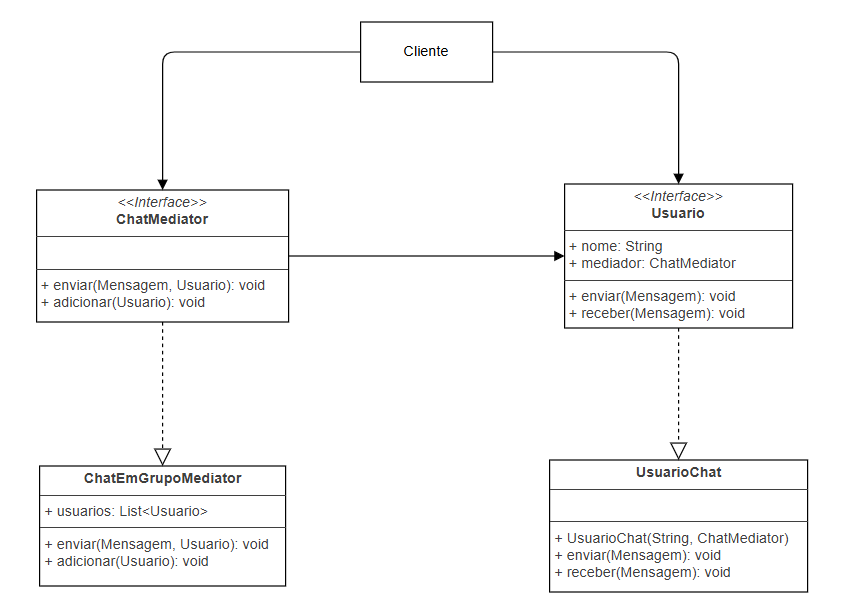 Cliente
<<Interface>>
ChatMediator
+ enviar(Mensagem, Usuario): void
+ adicionar(Usuario): void
<<Interface>>
Usuario
+ nome: String
+ mediador: ChatMediator
+ enviar(Mensagem): void
+ receber(Mensagem): void
ChatEmGrupoMediator
+ usuarios: List<Usuario>
+ enviar(Mensagem, Usuario): void
+ adicionar(Usuario): void
UsuarioChat
+ UsuarioChat(String, ChatMediator)
+ enviar(Mensagem): void
+ receber(Mensagem): void